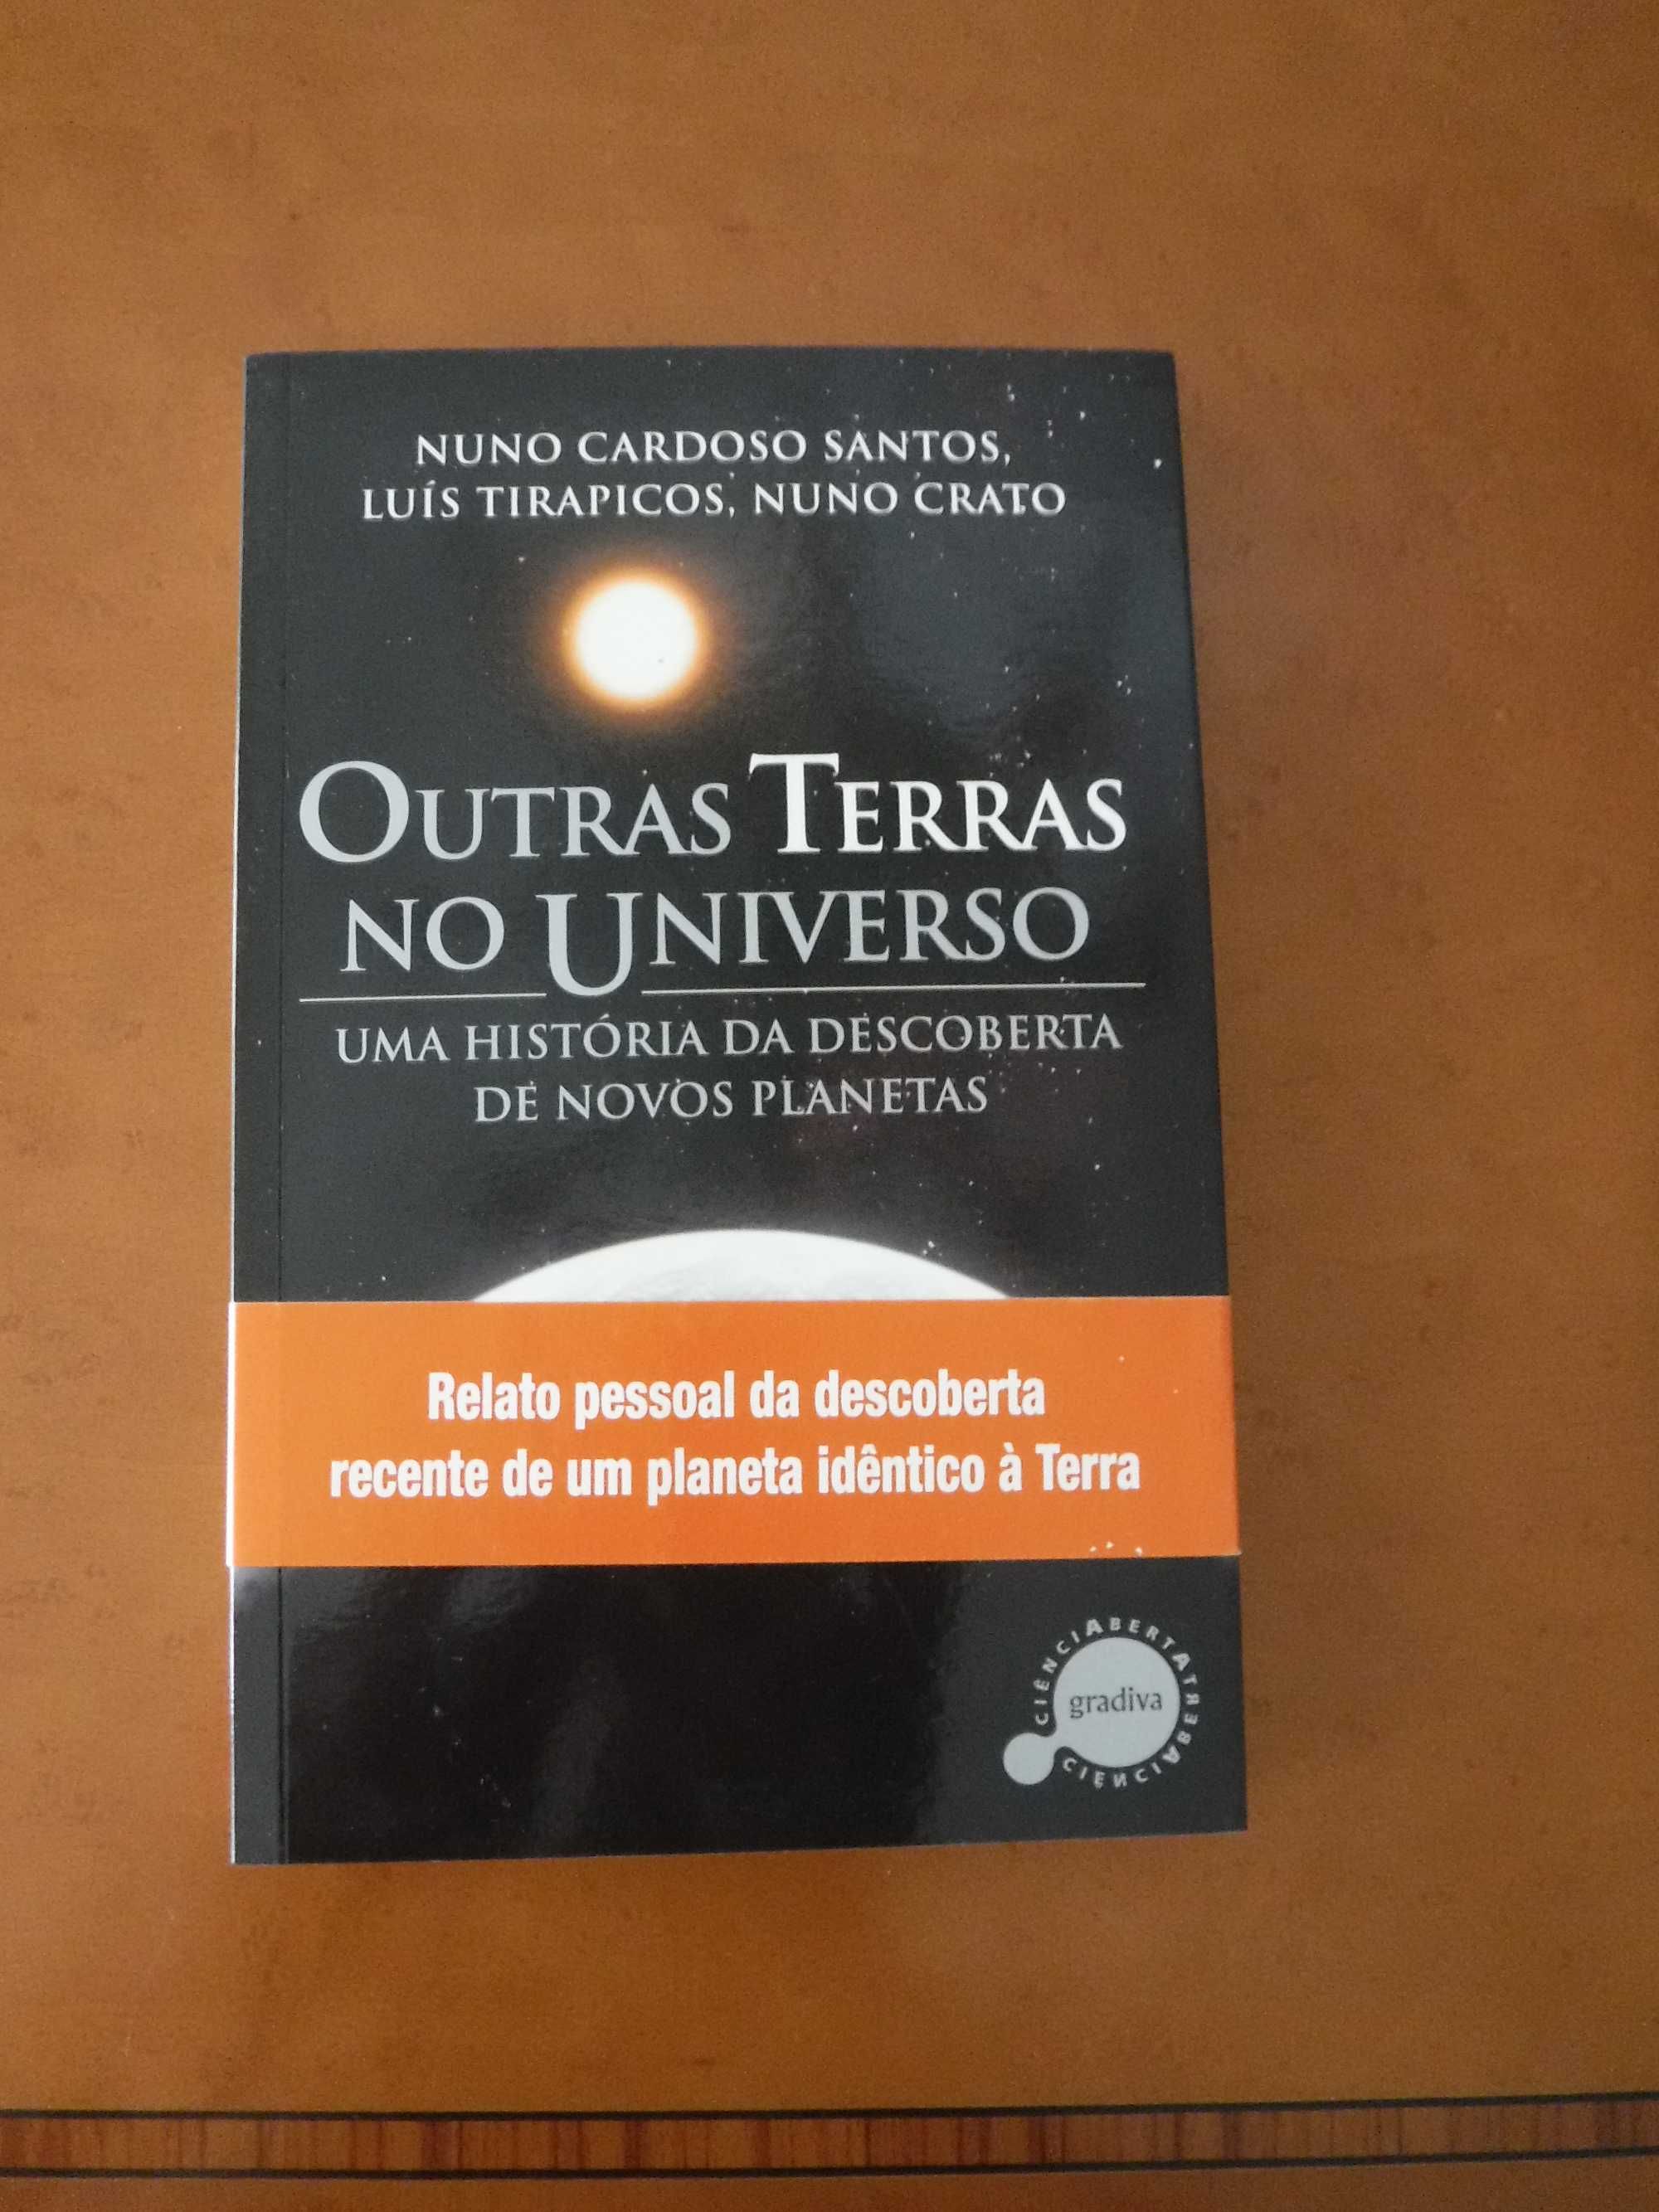 NUNO CARDOSO SANTOS,
LUÍS TIRAPICOS, NUNO CRATO
OUTRAS TERRAS
NO UNIVERSO
UMA HISTÓRIA DA DESCOBERTA
DE NOVOS PLANETAS
Relato pessoal da descoberta
recente de um planeta idêntico à Terra
CIÊNCIABERTA
gradiva
CIÊNCIABERTA